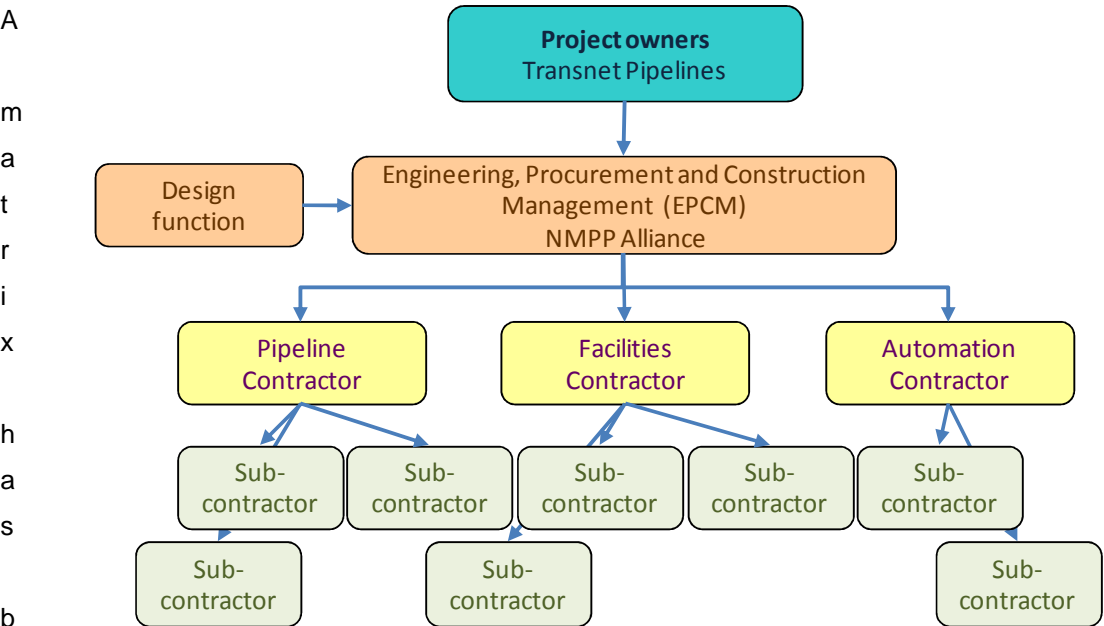 A
m
a
t
r
i
x
h
a
s
b
Project owners
Transnet Pipelines
Design
function
Engineering, Procurement and Construction
Management (EPCM)
NMPP Alliance
Pipeline
Contractor
Facilities
Contractor
Automation
Contractor
Sub-
contractor
Sub-
contractor
Sub-
contractor
Sub-
contractor
Sub-
contractor
Sub-
contractor
Sub-
contractor
Sub-
contractor